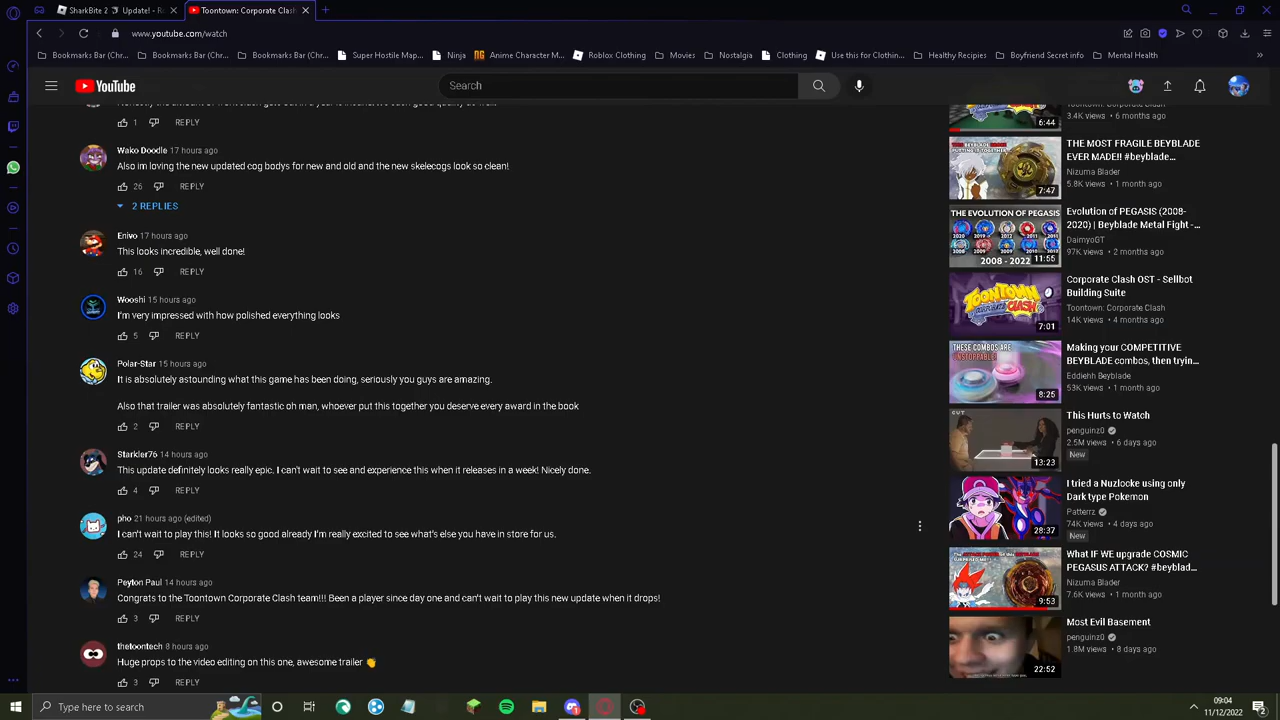 SharkBite 2
Update! - R
Toontown: Corporate Clash
www.youtube.com/watch
Bookmarks Bar (Chr...
Bookmarks Bar (Chr...
Bookmarks Bar (Chr...
Super Hostile Map...
Ninja
Anime Character M...
Roblox Clothing
Movies
Nostalgia
Clothing
Use this for Clothin...
Healthy Recipies
Boyfriend Secret info
Mental Health
YouTube
Search
1 REPLY
Wako Doodle 17 hours ago
Also im loving the new updated cog bodys for new and old and the new skelecogs look so clean!
26 REPLY
2 REPLIES
Enivo 17 hours ago
This looks incredible, well done!
16 REPLY
Wooshi 15 hours ago
I'm very impressed with how polished everything looks
5 REPLY
Polar-Star 15 hours ago
It is absolutely astounding what this game has been doing, seriously you guys are amazing.
Also that trailer was absolutely fantastic oh man, whoever put this together you deserve every award in the book
2 REPLY
Starkler76 14 hours ago
This update definitely looks really epic. I can't wait to see and experience this when it releases in a week! Nicely done.
4 REPLY
pho 21 hours ago (edited)
I can't wait to play this! It looks so good already I'm really excited to see what's else you have in store for us.
24 REPLY
Peyton Paul 14 hours ago
Congrats to the Toontown Corporate Clash team!!! Been a player since day one and can't wait to play this new update when it drops!
3 REPLY
thetoontech 8 hours ago
Huge props to the video editing on this one, awesome trailer 👏
3 REPLY
6:44
Toontown: Corporate Clash
3.4K views • 6 months ago
PUTTING IT TOGETHER
7:47
THE MOST FRAGILE BEYBLADE
EVER MADE!! #beyblade...
Nizuma Blader
5.8K views • 1 month ago
THE EVOLUTION OF PEGASIS
2008 - 2022
11:55
Evolution of PEGASIS (2008-
2020) | Beyblade Metal Fight -...
DaimyoGT
97K views • 2 months ago
TOONTOWN
CORPORATE CLASH
7:01
Corporate Clash OST - Sellbot
Building Suite
Toontown: Corporate Clash
14K views • 4 months ago
THESE COMBOS ARE
UNSTOPPABLE!
8:25
Making your COMPETITIVE
BEYBLADE combos, then tryin...
Eddiehh Beyblade
53K views • 1 month ago
CUT
13:23
This Hurts to Watch
penguinz0
2.5M views • 6 days ago
New
28:37
I tried a Nuzlocke using only
Dark type Pokemon
Patterrz
74K views • 4 days ago
New
SURPRISED ME
9:53
What IF WE upgrade COSMIC
PEGASUS ATTACK? #beyblad...
Nizuma Blader
7.6K views • 1 month ago
22:52
Most Evil Basement
penguinz0
1.8M views • 8 days ago
Type here to search
09:04
11/12/2022
2